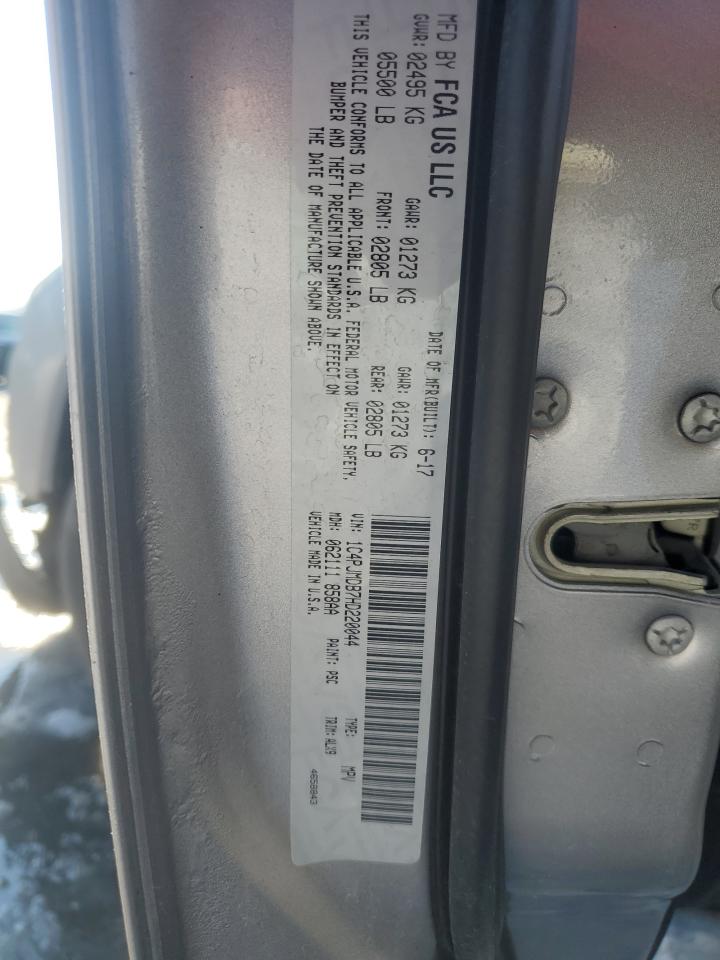 MFD BY FCA US LLC
DATE OF MFR(BUILT): 6-17
GVWR: 02495 KG
GAWR: 01273 KG
GAWR: 01273 KG
05500 LB
FRONT: 02805 LB
REAR: 02805 LB
THIS VEHICLE CONFORMS TO ALL APPLICABLE U.S.A. FEDERAL MOTOR VEHICLE SAFETY,
BUMPER AND THEFT PREVENTION STANDARDS IN EFFECT ON
THE DATE OF MANUFACTURE SHOWN ABOVE.
VIN: 1C4PJMDB7HD220044
TYPE: MPV
MDH: 062111 858AA
PAINT: PSC
TRIM: ALX9
VEHICLE MADE IN U.S.A.
4658843